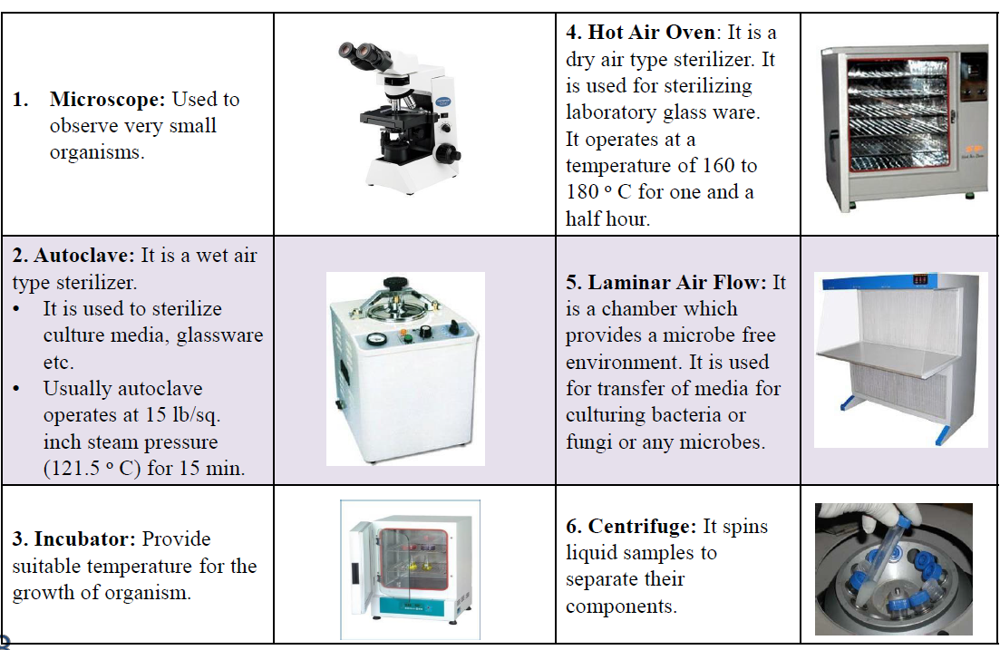 1. Microscope: Used to
observe very small
organisms.
4. Hot Air Oven: It is a
dry air type sterilizer. It
is used for sterilizing
laboratory glass ware.
It operates at a
temperature of 160 to
180 º C for one and a
half hour.
2. Autoclave: It is a wet air
type sterilizer.
• It is used to sterilize
culture media, glassware
etc.
• Usually autoclave
operates at 15 lb/sq.
inch steam pressure
(121.5 º C) for 15 min.
5. Laminar Air Flow: It
is a chamber which
provides a microbe free
environment. It is used
for transfer of media for
culturing bacteria or
fungi or any microbes.
3. Incubator: Provide
suitable temperature for the
growth of organism.
6. Centrifuge: It spins
liquid samples to
separate their
components.